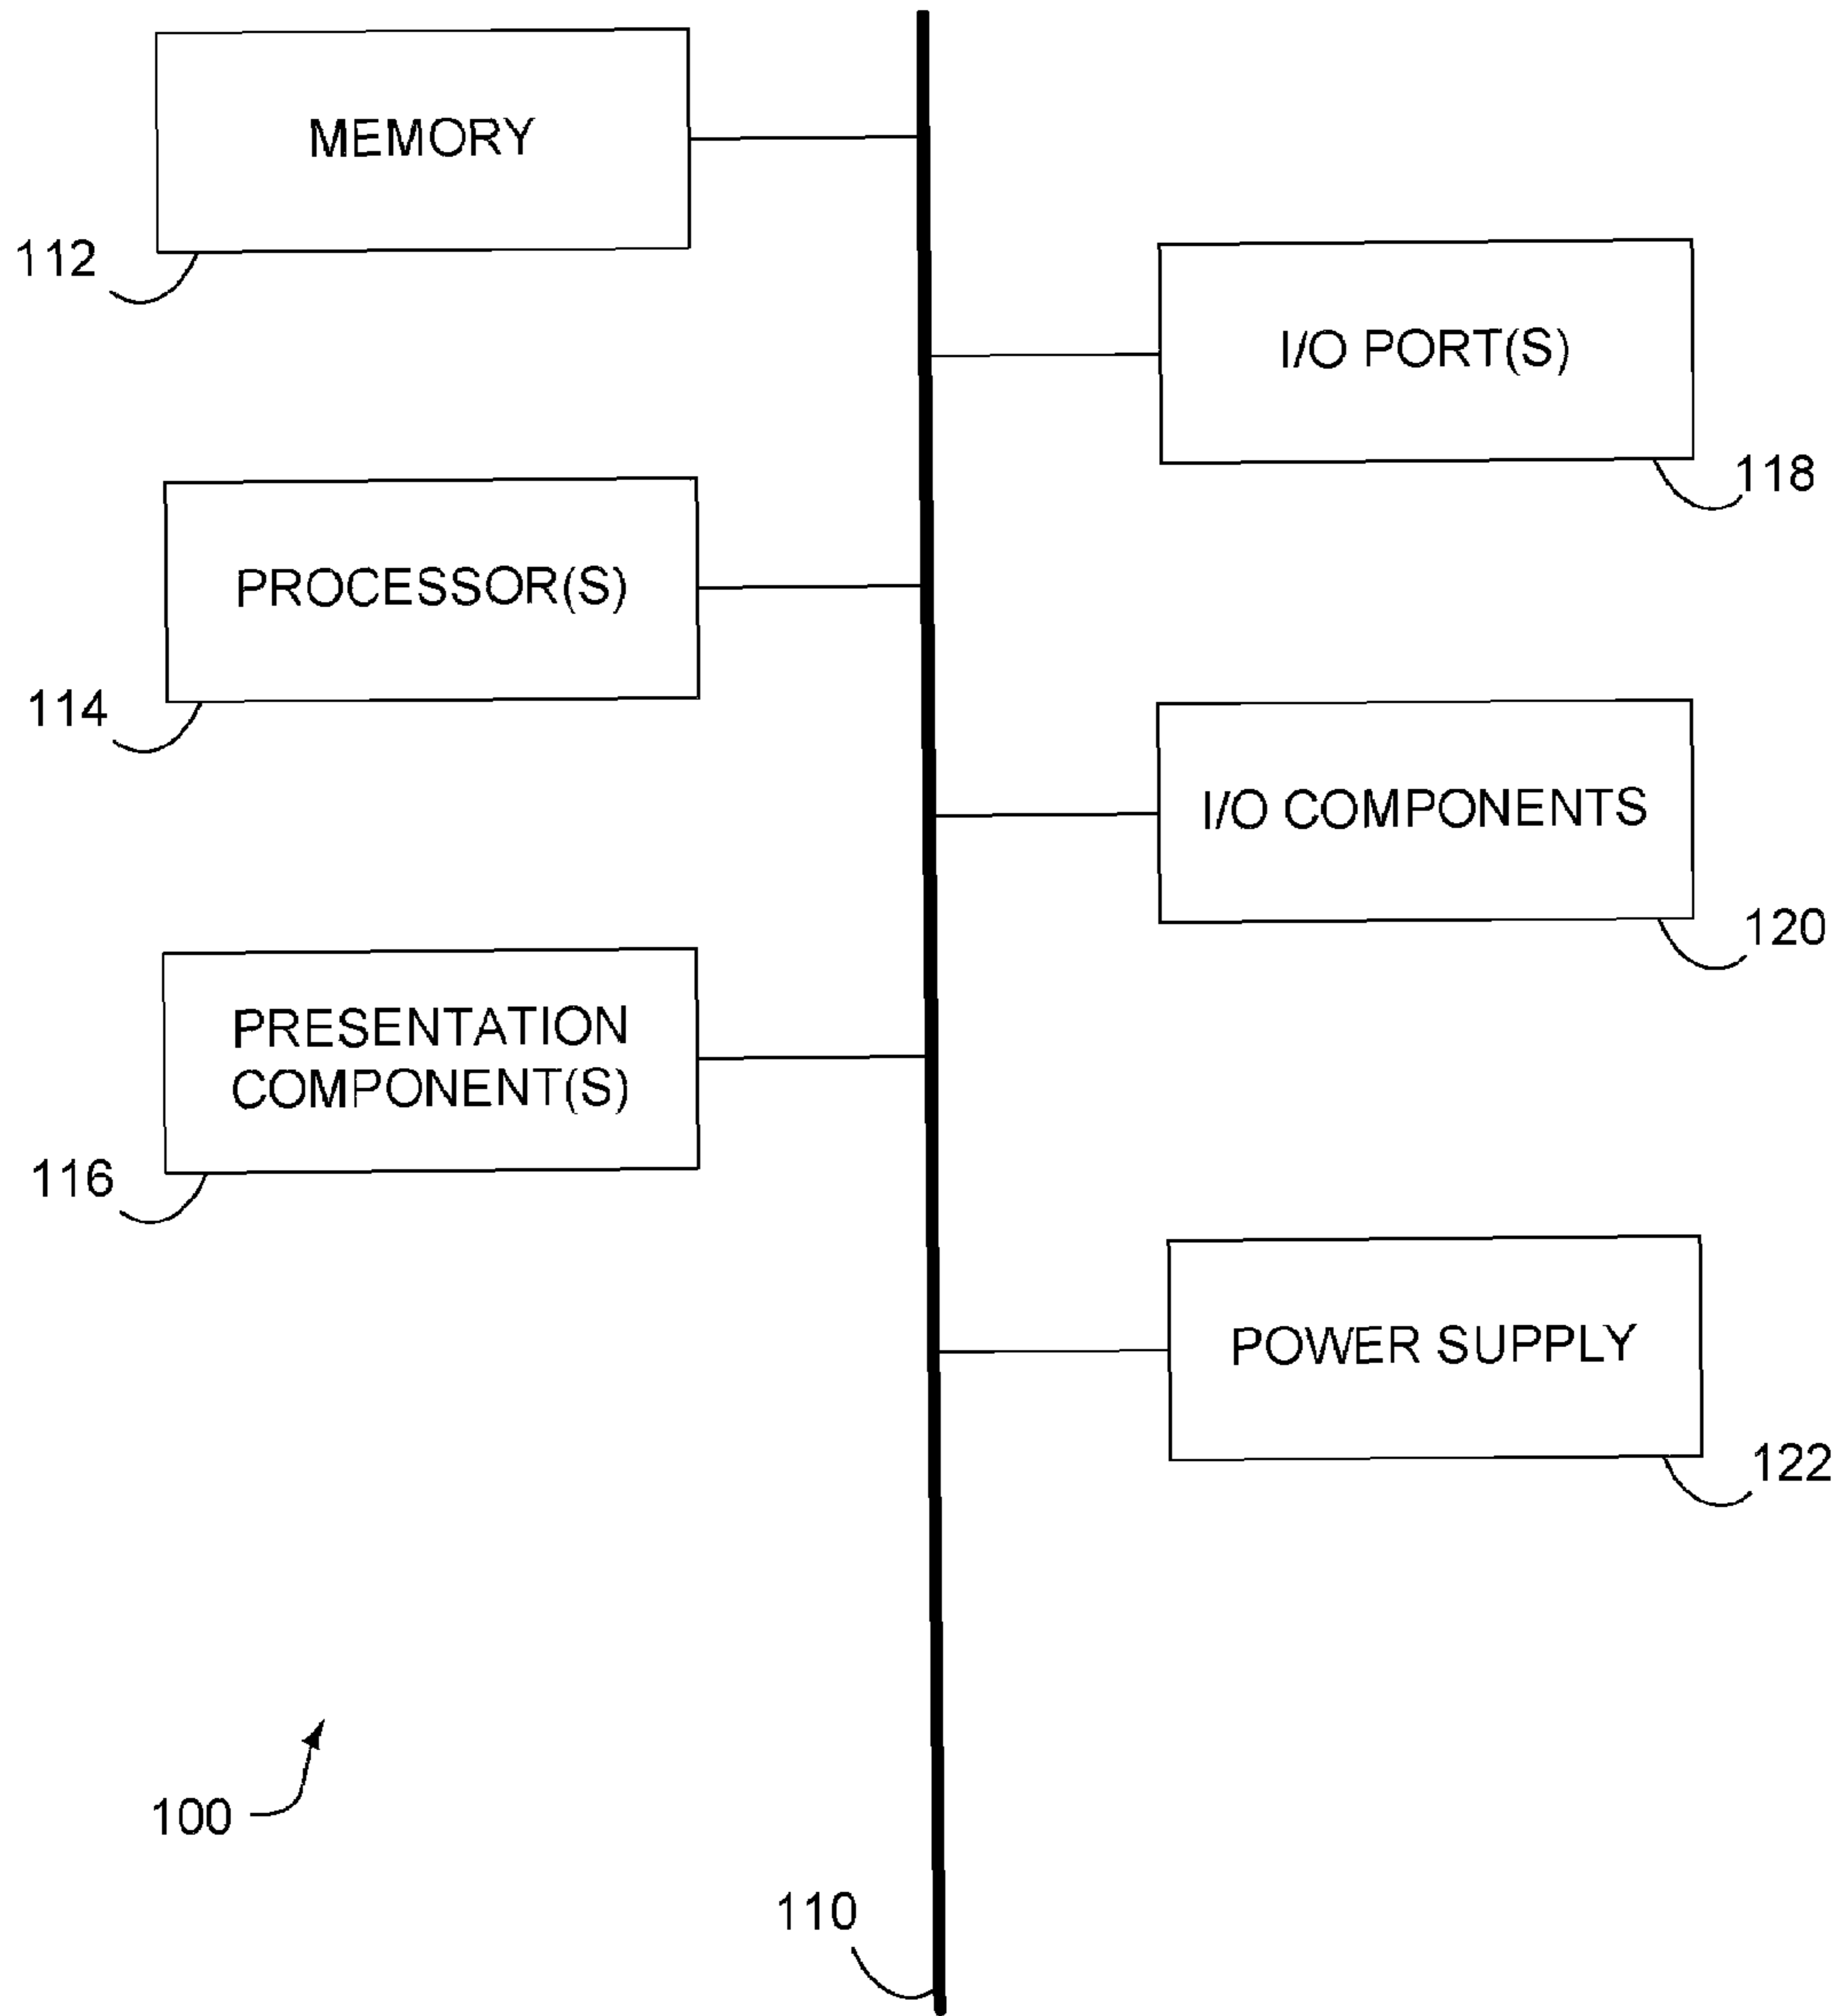 MEMORY
112
I/O PORT(S)
118
PROCESSOR(S)
114
I/O COMPONENTS
120
PRESENTATION
COMPONENT(S)
116
POWER SUPPLY
122
100
110